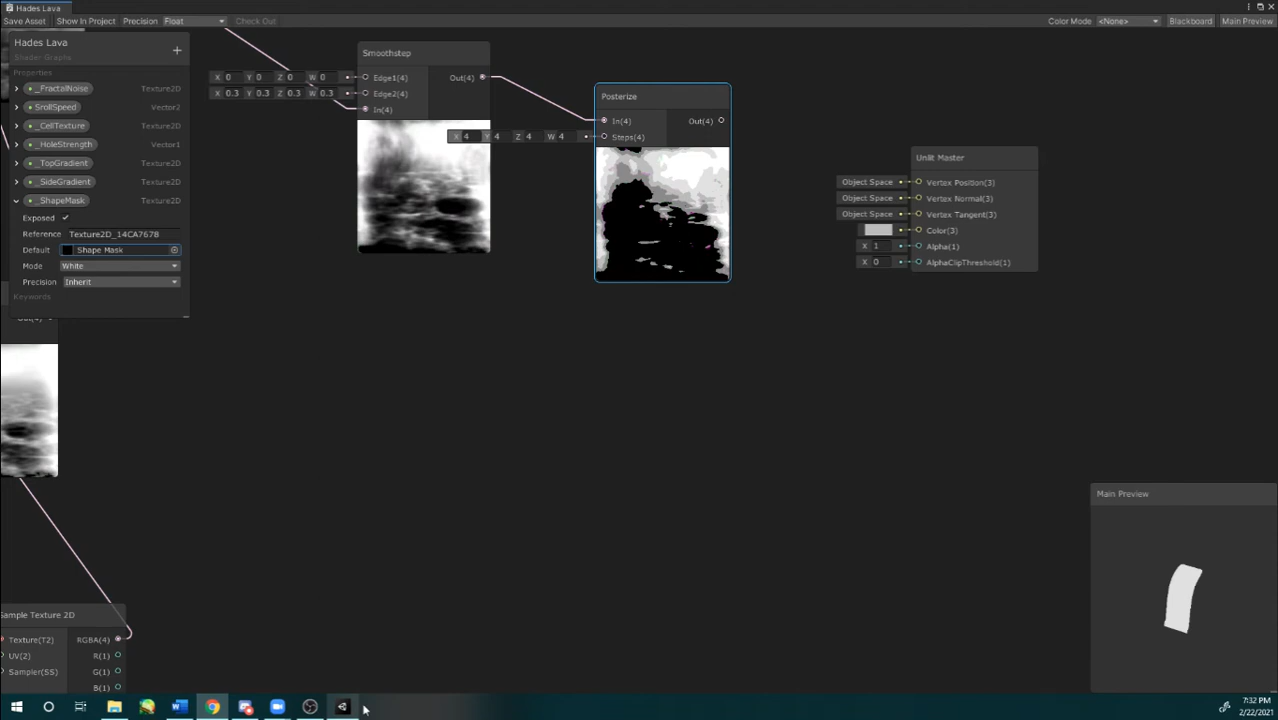 Hades Lava
Save Asset Show In Project Precision Float Check Out Color Mode <None> Blackboard Main Preview
Hades Lava
Shader Graphs
Properties
_FractalNoise Texture2D
SrollSpeed Vector2
_CellTexture Texture2D
_HoleStrength Vector1
_TopGradient Texture2D
_SideGradient Texture2D
_ShapeMask Texture2D
Exposed
Reference Texture2D_14CA7678
Default Shape Mask
Mode White
Precision Inherit
Keywords
Out(4)
Smoothstep
X 0 Y 0 Z 0 W 0 Edge1(4) Out(4)
X 0.3 Y 0.3 Z 0.3 W 0.3 Edge2(4)
In(4)
Posterize
In(4) Out(4)
X 4 Y 4 Z 4 W 4 Steps(4)
Unlit Master
Object Space Vertex Position(3)
Object Space Vertex Normal(3)
Object Space Vertex Tangent(3)
Color(3)
X 1 Alpha(1)
X 0 AlphaClipThreshold(1)
Main Preview
Sample Texture 2D
Texture(T2) RGBA(4)
UV(2) R(1)
Sampler(SS) G(1)
B(1)
7:32 PM
2/22/2021